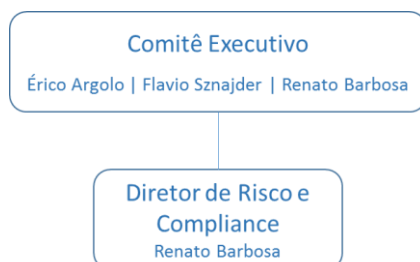 Comitê Executivo
Érico Argolo | Flavio Sznajder | Renato Barbosa
Diretor de Risco e
Compliance
Renato Barbosa